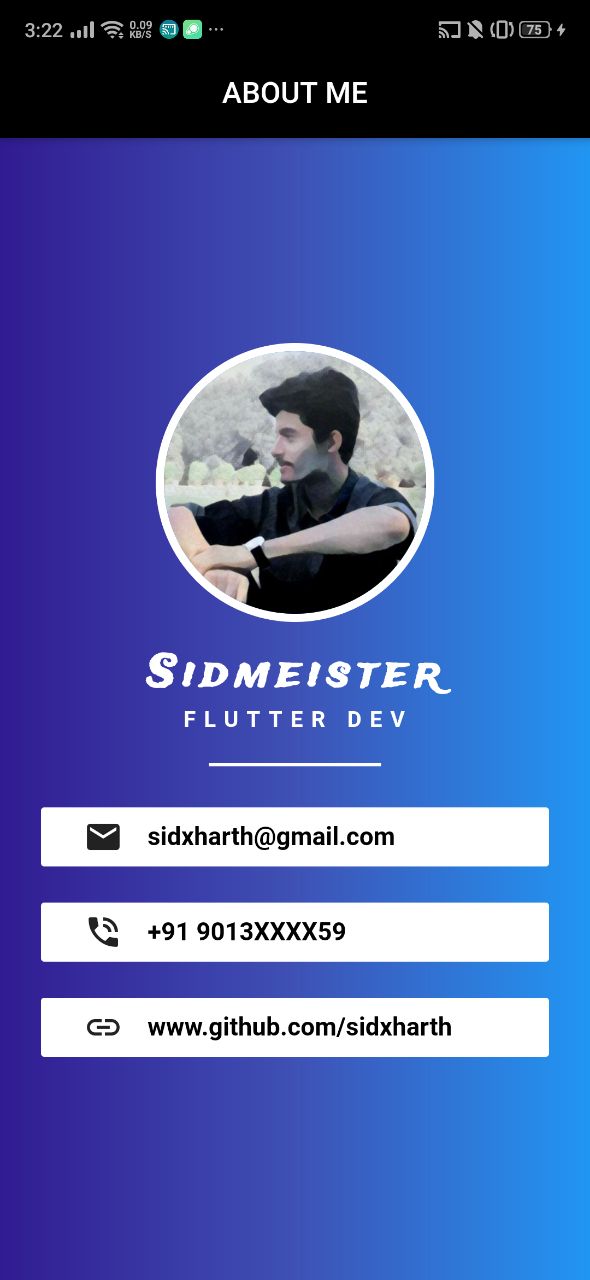 3:22 0.09 KB/S ... 75
ABOUT ME
SIDMEISTER
FLUTTER DEV
sidxharth@gmail.com
+91 9013XXXX59
www.github.com/sidxharth